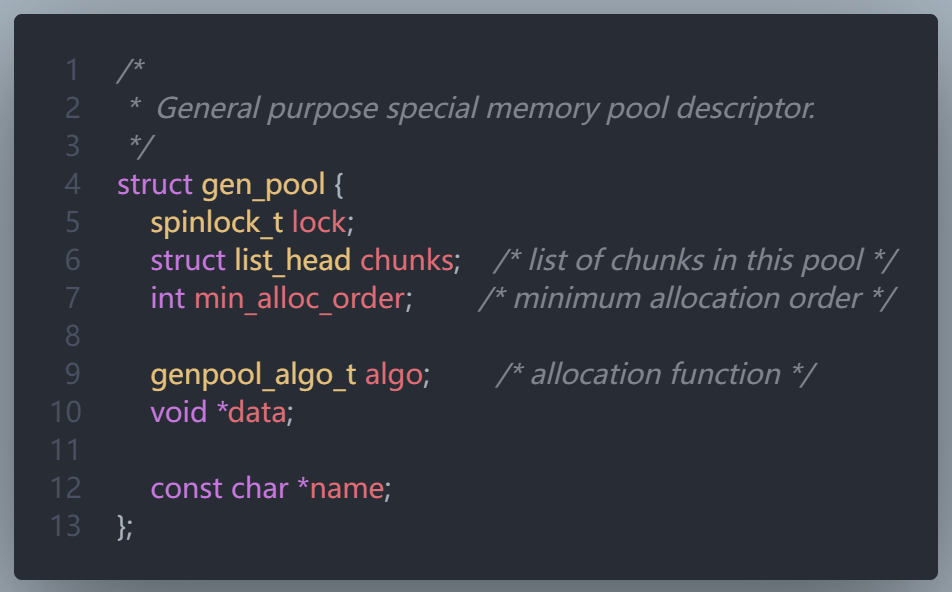 1 /*
2  *  General purpose special memory pool descriptor.
3  */
4 struct gen_pool {
5     spinlock_t lock;
6     struct list_head chunks;    /* list of chunks in this pool */
7     int min_alloc_order;        /* minimum allocation order */
8
9     genpool_algo_t algo;        /* allocation function */
10     void *data;
11
12     const char *name;
13 };